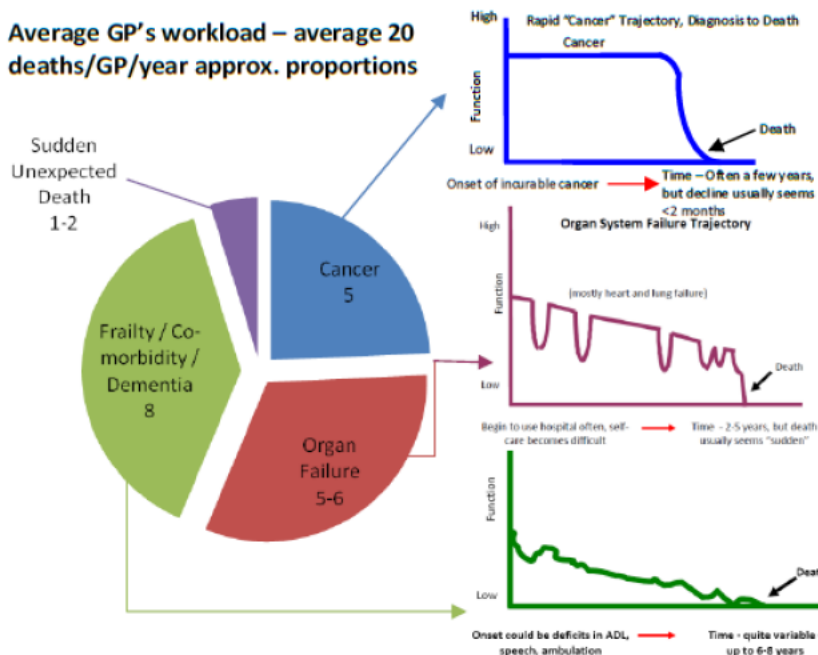 Average GP's workload – average 20
deaths/GP/year approx. proportions
Sudden
Unexpected
Death
1-2
Cancer
5
Frailty / Co-
morbidity /
Dementia
8
Organ
Failure
5-6
High
Rapid "Cancer" Trajectory, Diagnosis to Death
Cancer
Function
Death
Low
Onset of incurable cancer
Time – Often a few years,
but decline usually seems
<2 months
High
Organ System Failure Trajectory
(mostly heart and lung failure)
Function
Low
Death
Begin to use hospital often, self-
care becomes difficult
Time - 2-5 years, but death
usually seems "sudden"
Function
Low
Deat
Onset could be deficits in ADL,
speech, ambulation
Time - quite variable
up to 6-8 years